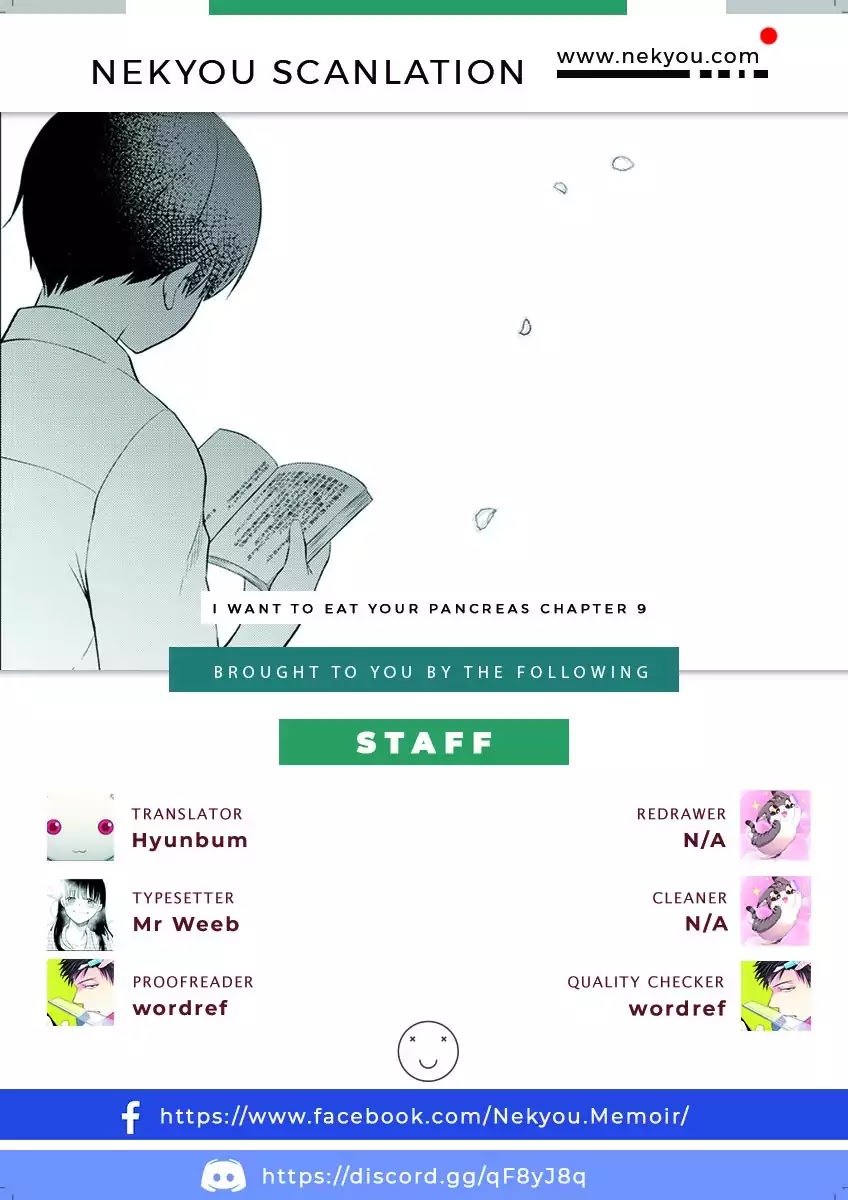 NEKYOU SCANLATION
www.nekyou.com
I WANT TO EAT YOUR PANCREAS CHAPTER 9
BROUGHT TO YOU BY THE FOLLOWING
STAFF
TRANSLATOR
Hyunbum
REDRAWER
N/A
TYPESETTER
Mr Weeb
CLEANER
N/A
PROOFREADER
wordref
QUALITY CHECKER
wordref
https://www.facebook.com/Nekyou.Memoir/
https://discord.gg/qF8yJ8q